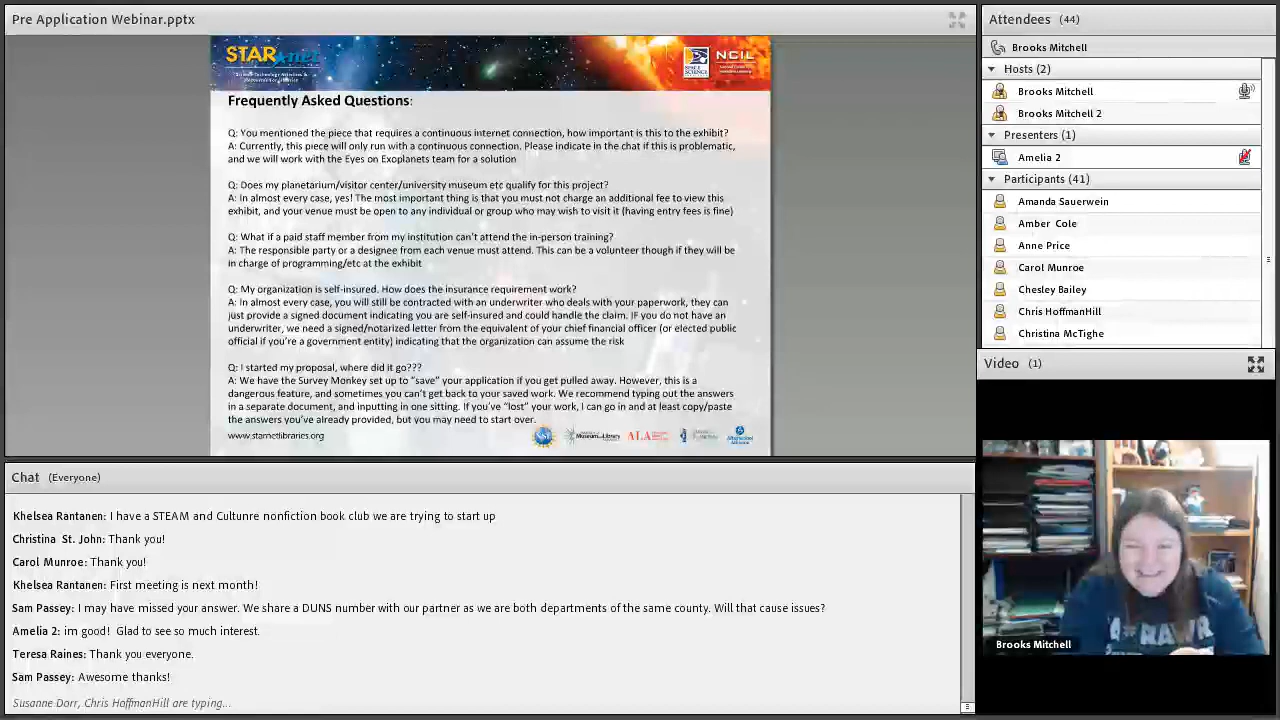 Pre Application Webinar.pptx
STAR net
SPACE SCIENCE
NCIL
Frequently Asked Questions:
Q: You mentioned the piece that requires a continuous internet connection, how important is this to the exhibit?
A: Currently, this piece will only run with a continuous connection. Please indicate in the chat if this is problematic,
and we will work with the Eyes on Exoplanets team for a solution
Q: Does my planetarium/visitor center/university museum etc qualify for this project?
A: In almost every case, yes! The most important thing is that you must not charge an additional fee to view this
exhibit, and your venue must be open to any individual or group who may wish to visit it (having entry fees is fine)
Q: What if a paid staff member from my institution can't attend the in-person training?
A: The responsible party or a designee from each venue must attend. This can be a volunteer though if they will be
in charge of programming/etc at the exhibit
Q: My organization is self-insured. How does the insurance requirement work?
A: In almost every case, you will still be contracted with an underwriter who deals with your paperwork, they can
just provide a signed document indicating you are self-insured and could handle the claim. IF you do not have an
underwriter, we need a signed/notarized letter from the equivalent of your chief financial officer (or elected public
official if you're a government entity) indicating that the organization can assume the risk
Q: I started my proposal, where did it go???
A: We have the Survey Monkey set up to "save" your application if you get pulled away. However, this is a
dangerous feature, and sometimes you can't get back to your saved work. We recommend typing out the answers
in a separate document, and inputting in one sitting. If you've "lost" your work, I can go in and at least copy/paste
the answers you've already provided, but you may need to start over.
www.starnetlibraries.org
ALA
Chat (Everyone)
Khelsea Rantanen: I have a STEAM and Cultunre nonfiction book club we are trying to start up
Christina St. John: Thank you!
Carol Munroe: Thank you!
Khelsea Rantanen: First meeting is next month!
Sam Passey: I may have missed your answer. We share a DUNS number with our partner as we are both departments of the same county. Will that cause issues?
Amelia 2: im good! Glad to see so much interest.
Teresa Raines: Thank you everyone.
Sam Passey: Awesome thanks!
Susanne Dorr, Chris HoffmanHill are typing...
Attendees (44)
Brooks Mitchell
Hosts (2)
Brooks Mitchell
Brooks Mitchell 2
Presenters (1)
Amelia 2
Participants (41)
Amanda Sauerwein
Amber Cole
Anne Price
Carol Munroe
Chesley Bailey
Chris HoffmanHill
Christina McTighe
Video (1)
Brooks Mitchell